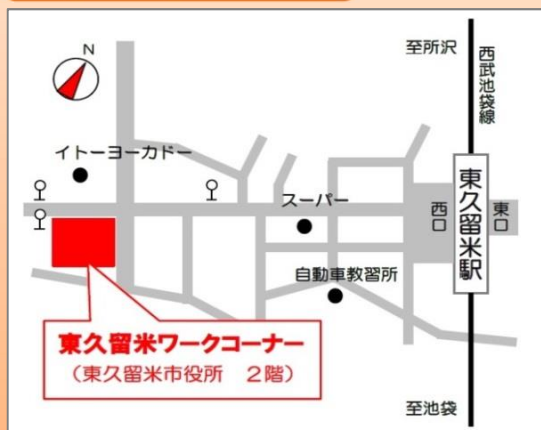 N
至所沢
西武池袋線
イトーヨーカドー
スーパー
西口
東久留米駅
東口
自動車教習所
東久留米ワークコーナー
（東久留米市役所　２階）
至池袋